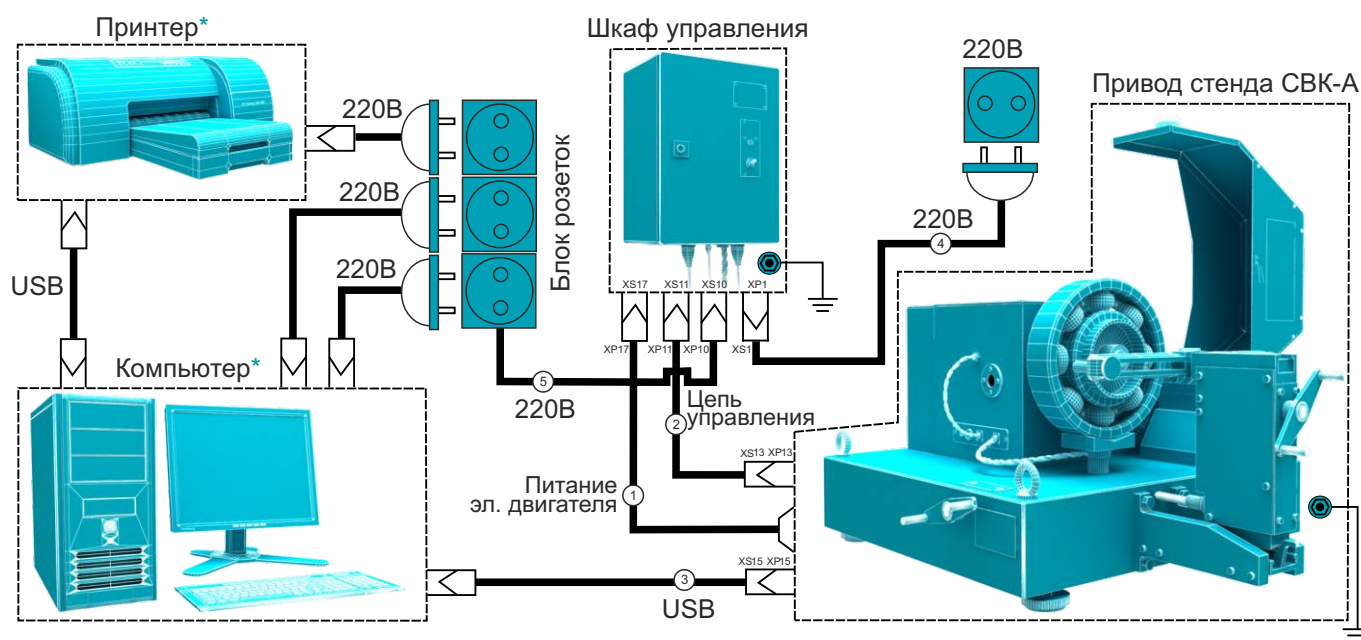 Принтер*
Шкаф управления
220В
Привод стенда СВК-А
220В
220В
220В
Блок розеток
220В
4
USB
XS17 XS11 XS10 XP1
XP17 XP11 XP10 XS1
Компьютер*
5
220В
Цепь
управления
2
XS13 XP13
Питание
эл. двигателя
1
XS15 XP15
3
USB